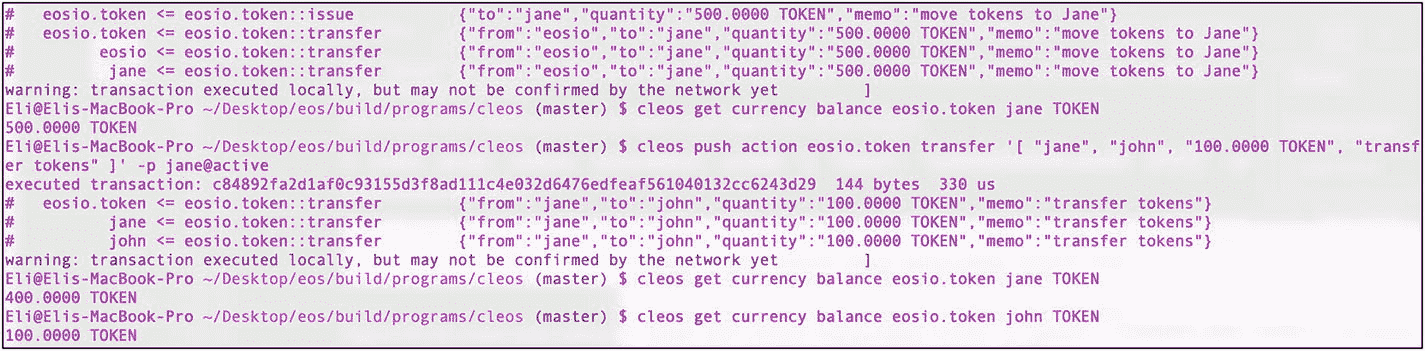 #   eosio.token <= eosio.token::issue          {"to":"jane","quantity":"500.0000 TOKEN","memo":"move tokens to Jane"}
#   eosio.token <= eosio.token::transfer       {"from":"eosio","to":"jane","quantity":"500.0000 TOKEN","memo":"move tokens to Jane"}
#         eosio <= eosio.token::transfer       {"from":"eosio","to":"jane","quantity":"500.0000 TOKEN","memo":"move tokens to Jane"}
#          jane <= eosio.token::transfer       {"from":"eosio","to":"jane","quantity":"500.0000 TOKEN","memo":"move tokens to Jane"}
warning: transaction executed locally, but may not be confirmed by the network yet         ]
Eli@Elis-MacBook-Pro ~/Desktop/eos/build/programs/cleos (master) $ cleos get currency balance eosio.token jane TOKEN
500.0000 TOKEN
Eli@Elis-MacBook-Pro ~/Desktop/eos/build/programs/cleos (master) $ cleos push action eosio.token transfer '[ "jane", "john", "100.0000 TOKEN", "transf
er tokens" ]' -p jane@active
executed transaction: c84892fa2d1af0c93155d3f8ad111c4e032d6476edfeaf561040132cc6243d29  144 bytes  330 us
#   eosio.token <= eosio.token::transfer       {"from":"jane","to":"john","quantity":"100.0000 TOKEN","memo":"transfer tokens"}
#          jane <= eosio.token::transfer       {"from":"jane","to":"john","quantity":"100.0000 TOKEN","memo":"transfer tokens"}
#          john <= eosio.token::transfer       {"from":"jane","to":"john","quantity":"100.0000 TOKEN","memo":"transfer tokens"}
warning: transaction executed locally, but may not be confirmed by the network yet         ]
Eli@Elis-MacBook-Pro ~/Desktop/eos/build/programs/cleos (master) $ cleos get currency balance eosio.token jane TOKEN
400.0000 TOKEN
Eli@Elis-MacBook-Pro ~/Desktop/eos/build/programs/cleos (master) $ cleos get currency balance eosio.token john TOKEN
100.0000 TOKEN